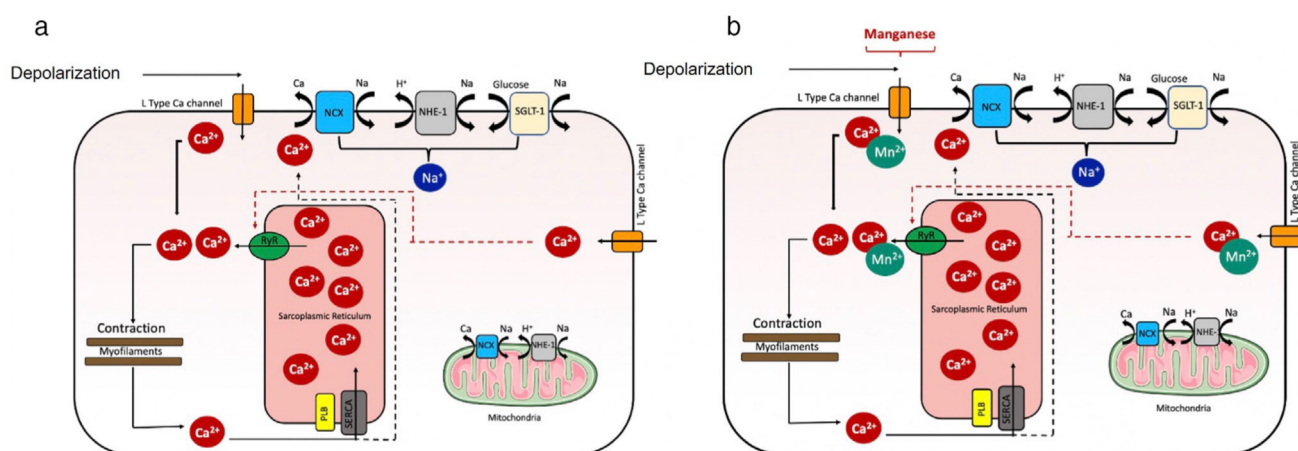 a
Depolarization
L Type Ca channel
Ca
NCX
Na
H⁺
NHE-1
Na
Glucose
SGLT-1
Na
Ca²⁺
Ca²⁺
Na⁺
L Type Ca channel
Ca²⁺
Ca²⁺
Ca²⁺
RyR
Ca²⁺
Ca²⁺
Ca²⁺
Ca²⁺
Sarcoplasmic Reticulum
Ca²⁺
Ca²⁺
Contraction
Myofilaments
PLB
SERCA
Ca²⁺
Ca
NCX
Na
H⁺
NHE-1
Na
Mitochondria
b
Manganese
Depolarization
L Type Ca channel
Ca
NCX
Na
H⁺
NHE-1
Na
Glucose
SGLT-1
Na
Ca²⁺
Mn²⁺
Ca²⁺
Na⁺
L Type Ca channel
Ca²⁺
Mn²⁺
Ca²⁺
Ca²⁺
Mn²⁺
RyR
Ca²⁺
Ca²⁺
Ca²⁺
Ca²⁺
Sarcoplasmic Reticulum
Ca²⁺
Ca²⁺
Contraction
Myofilaments
PLB
SERCA
Ca²⁺
Ca
NCX
Na
H⁺
NHE-
Na
Mitochondria